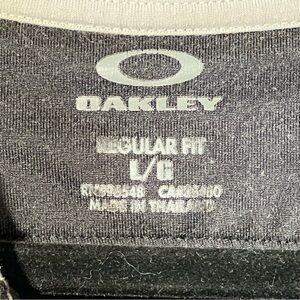 OAKLEY
REGULAR FIT
L/G
MADE IN THAILAND